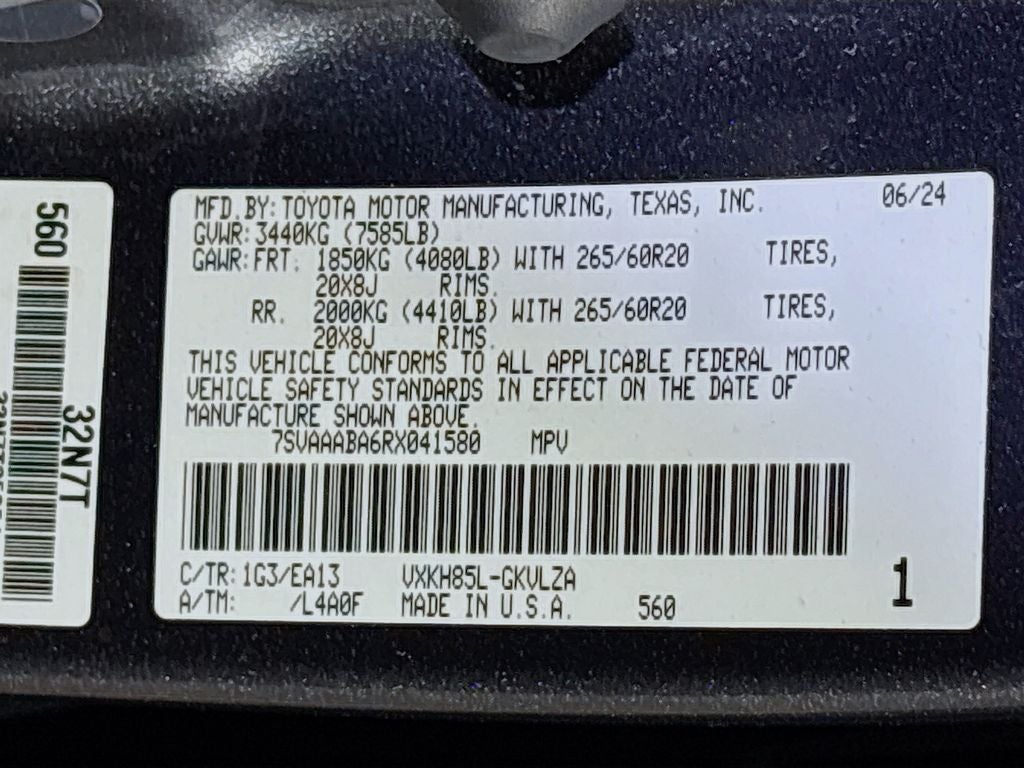 560
32N7T
MFD.BY:TOYOTA MOTOR MANUFACTURING, TEXAS, INC. 06/24
GVWR:3440KG (7585LB)
GAWR:FRT. 1850KG (4080LB) WITH 265/60R20 TIRES,
20X8J RIMS.
RR. 2000KG (4410LB) WITH 265/60R20 TIRES,
20X8J RIMS.
THIS VEHICLE CONFORMS TO ALL APPLICABLE FEDERAL MOTOR
VEHICLE SAFETY STANDARDS IN EFFECT ON THE DATE OF
MANUFACTURE SHOWN ABOVE.
7SVAAABA6RX041580 MPV
C/TR:1G3/EA13 VXKH85L-GKVLZA
A/TM: /L4A0F MADE IN U.S.A. 560
1